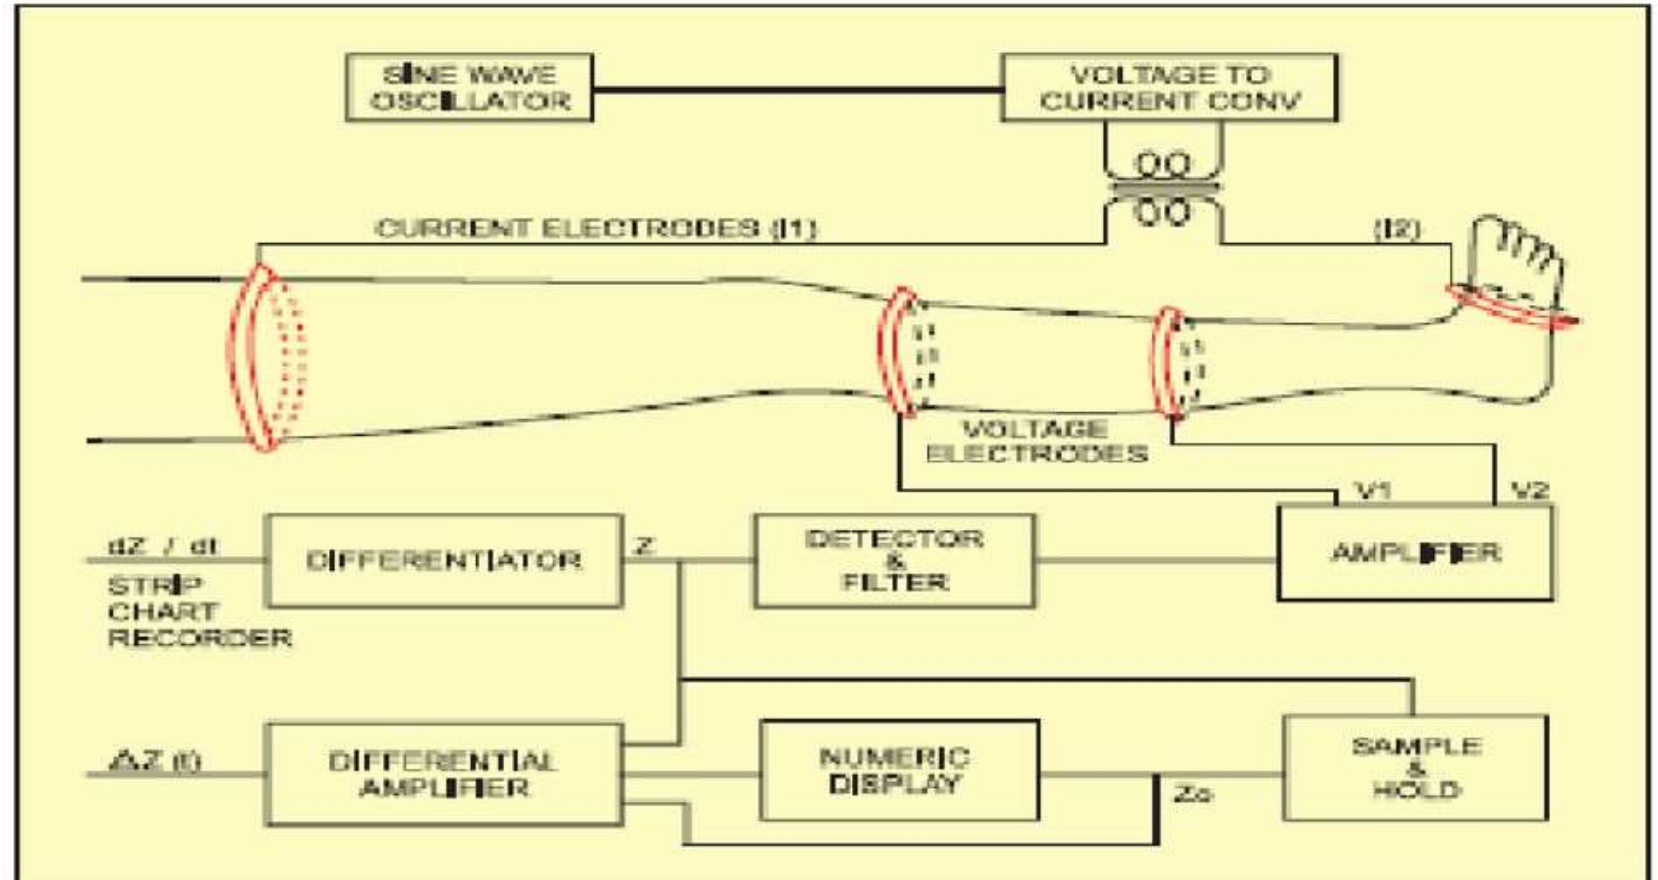 SINE WAVE
OSCILLATOR
VOLTAGE TO
CURRENT CONV
CURRENT ELECTRODES (I1)
(I2)
VOLTAGE
ELECTRODES
V1
V2
dZ / dt
DIFFERENTIATOR
Z
DETECTOR
&
FILTER
AMPLIFIER
STRIP
CHART
RECORDER
ΔZ (t)
DIFFERENTIAL
AMPLIFIER
NUMERIC
DISPLAY
Zo
SAMPLE
&
HOLD